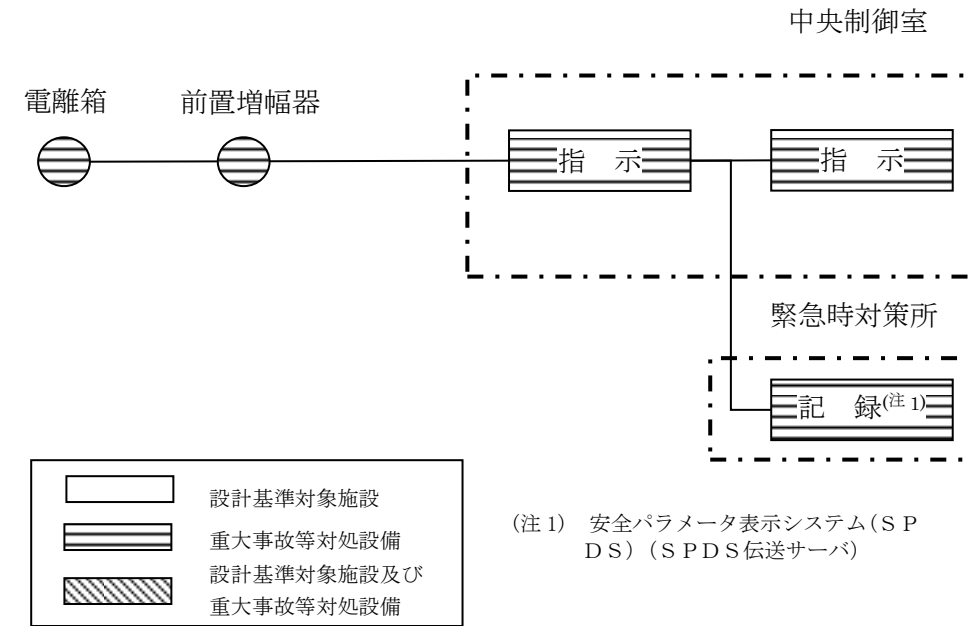 中央制御室
電離箱
前置増幅器
指　示
指　示
緊急時対策所
記　録(注 1)
設計基準対象施設
重大事故等対処設備
設計基準対象施設及び
重大事故等対処設備
(注 1)　安全パラメータ表示システム(ＳＰ
ＤＳ)（ＳＰＤＳ伝送サーバ）